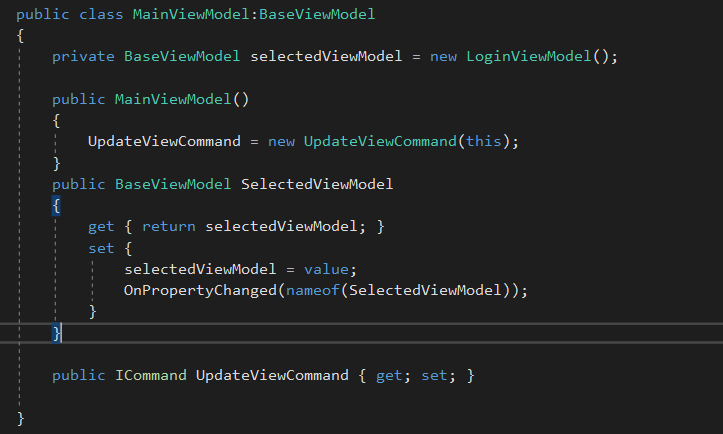 public class MainViewModel:BaseViewModel
{
    private BaseViewModel selectedViewModel = new LoginViewModel();

    public MainViewModel()
    {
        UpdateViewCommand = new UpdateViewCommand(this);
    }
    public BaseViewModel SelectedViewModel
    {
        get { return selectedViewModel; }
        set {
            selectedViewModel = value;
            OnPropertyChanged(nameof(SelectedViewModel));
        }
    }

    public ICommand UpdateViewCommand { get; set; }

}